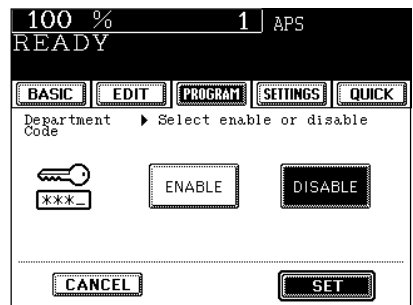 100 % 1 APS
READY
BASIC EDIT PROGRAM SETTINGS QUICK
Department Code ▶ Select enable or disable
***_ ENABLE DISABLE
CANCEL SET